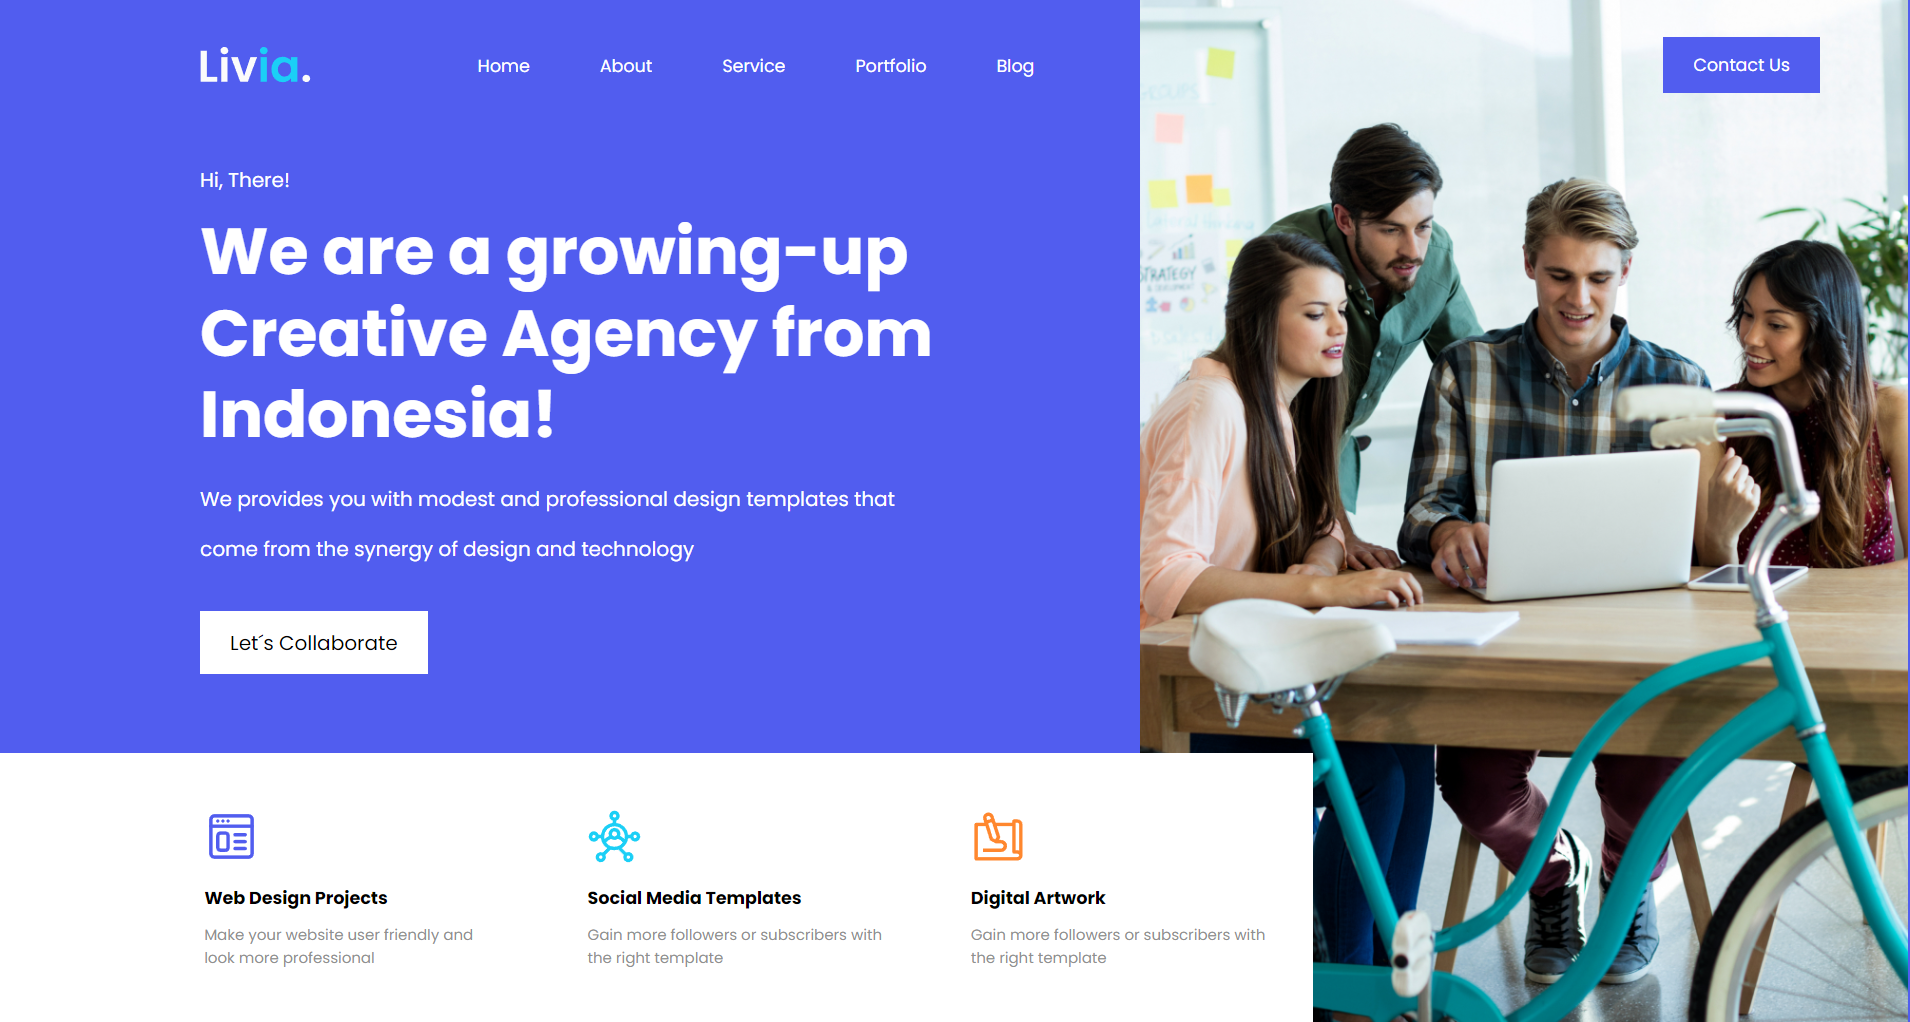 Livia.
Home About Service Portfolio Blog
Contact Us
Hi, There!
We are a growing-up
Creative Agency from
Indonesia!
We provides you with modest and professional design templates that
come from the synergy of design and technology
Let´s Collaborate
STRATEGY
& DEVELOPMENT
Web Design Projects
Make your website user friendly and
look more professional
Social Media Templates
Gain more followers or subscribers with
the right template
Digital Artwork
Gain more followers or subscribers with
the right template